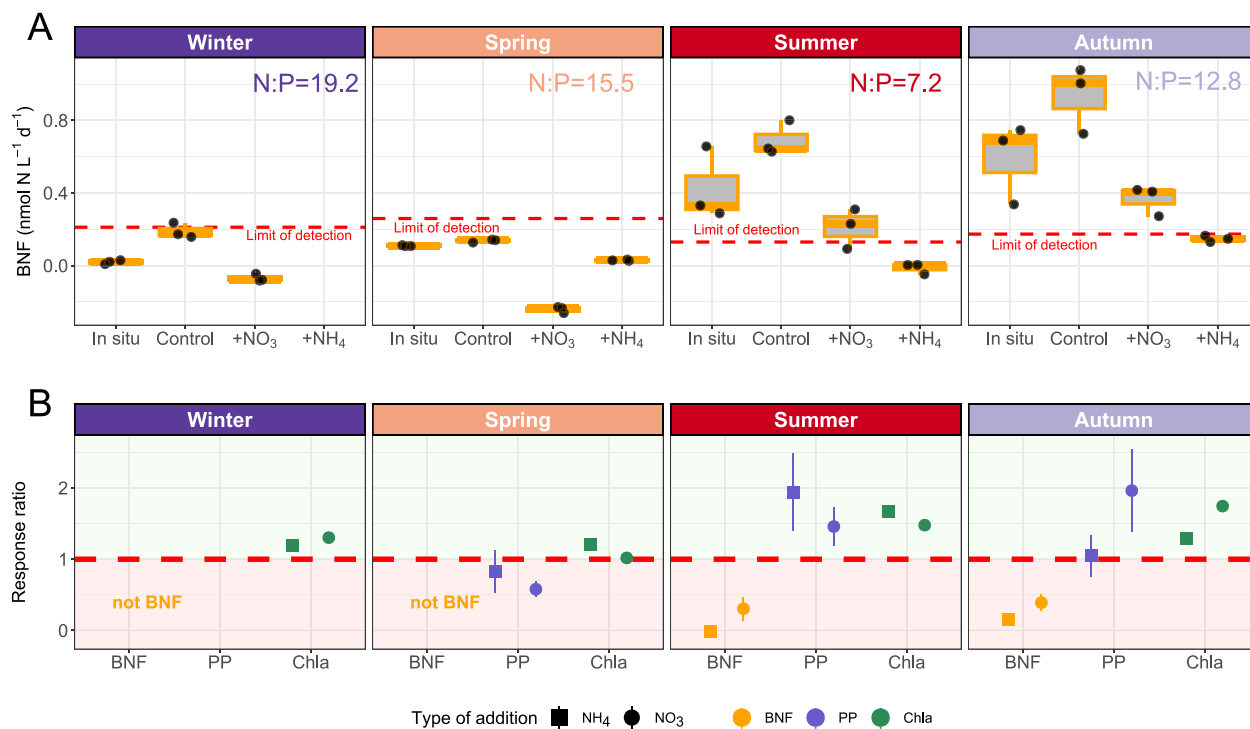 A
Winter Spring Summer Autumn
N:P=19.2 N:P=15.5 N:P=7.2 N:P=12.8
BNF (nmol N L⁻¹ d⁻¹)
0.8
0.4
0.0
Limit of detection Limit of detection Limit of detection Limit of detection
In situ Control +NO₃ +NH₄ In situ Control +NO₃ +NH₄ In situ Control +NO₃ +NH₄ In situ Control +NO₃ +NH₄
B
Winter Spring Summer Autumn
Response ratio
2
1
0
not BNF not BNF
BNF PP Chla BNF PP Chla BNF PP Chla BNF PP Chla
Type of addition NH₄ NO₃ BNF PP Chla